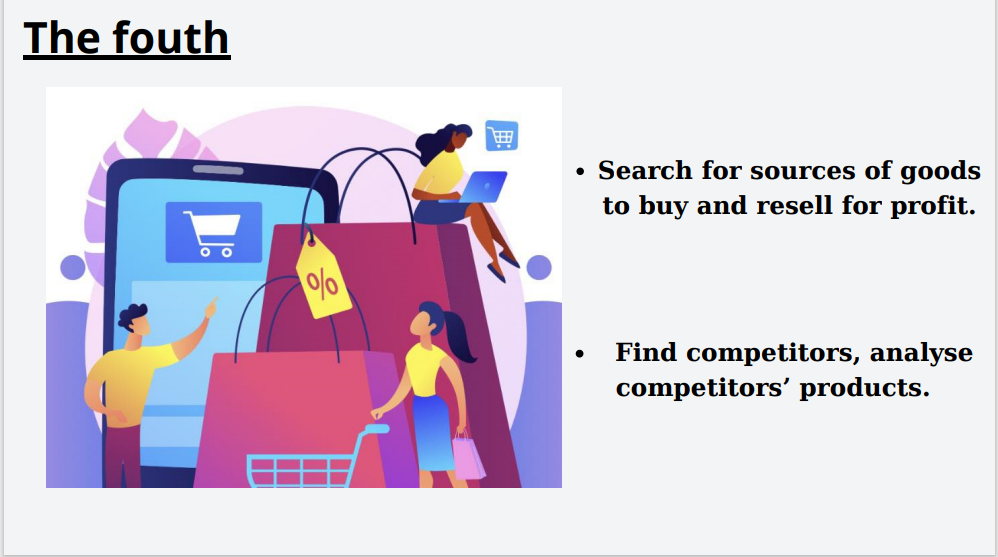 The fouth
%
• Search for sources of goods
to buy and resell for profit.
• Find competitors, analyse
competitors’ products.